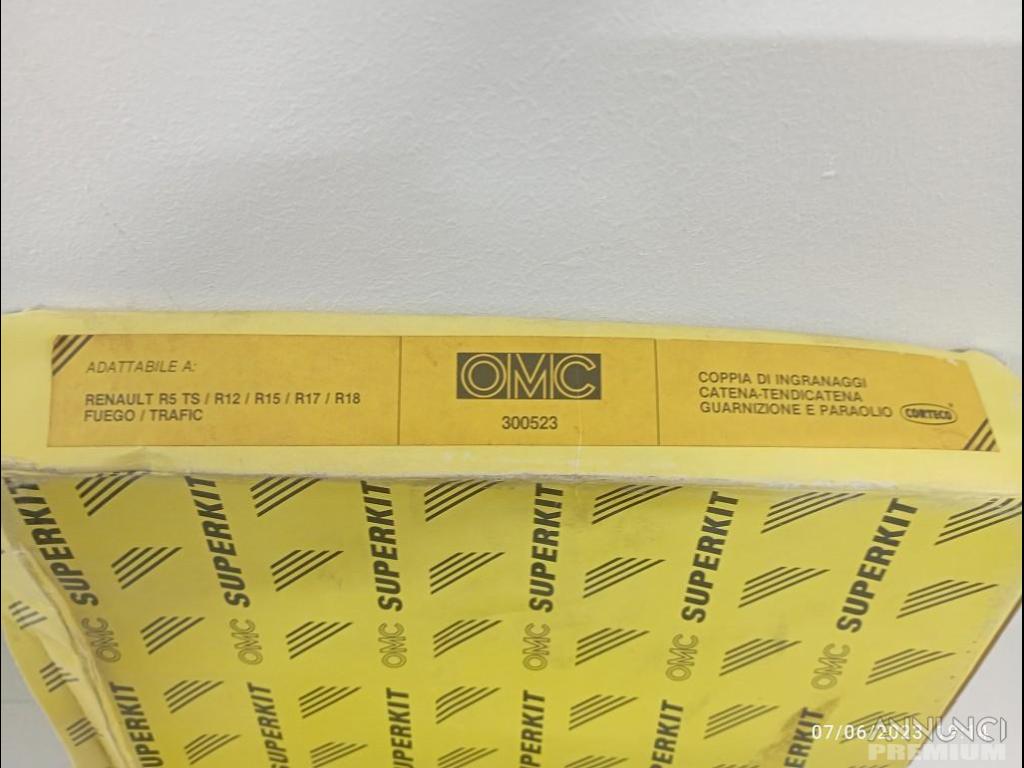 ADATTABILE A:
RENAULT R5 TS / R12 / R15 / R17 / R18
FUEGO / TRAFIC
OMC
300523
COPPIA DI INGRANAGGI
CATENA-TENDICATENA
GUARNIZIONE E PARAOLIO CORTECO
OMC SUPERKIT
OMC SUPERKIT
OMC SUPERKIT
OMC SUPERKIT
OMC SUPERKIT
OMC SUPERKIT
SUPERKIT
SUPERKIT
SUPERKIT
07/06/2023
ANNUNCI
PREMIUM